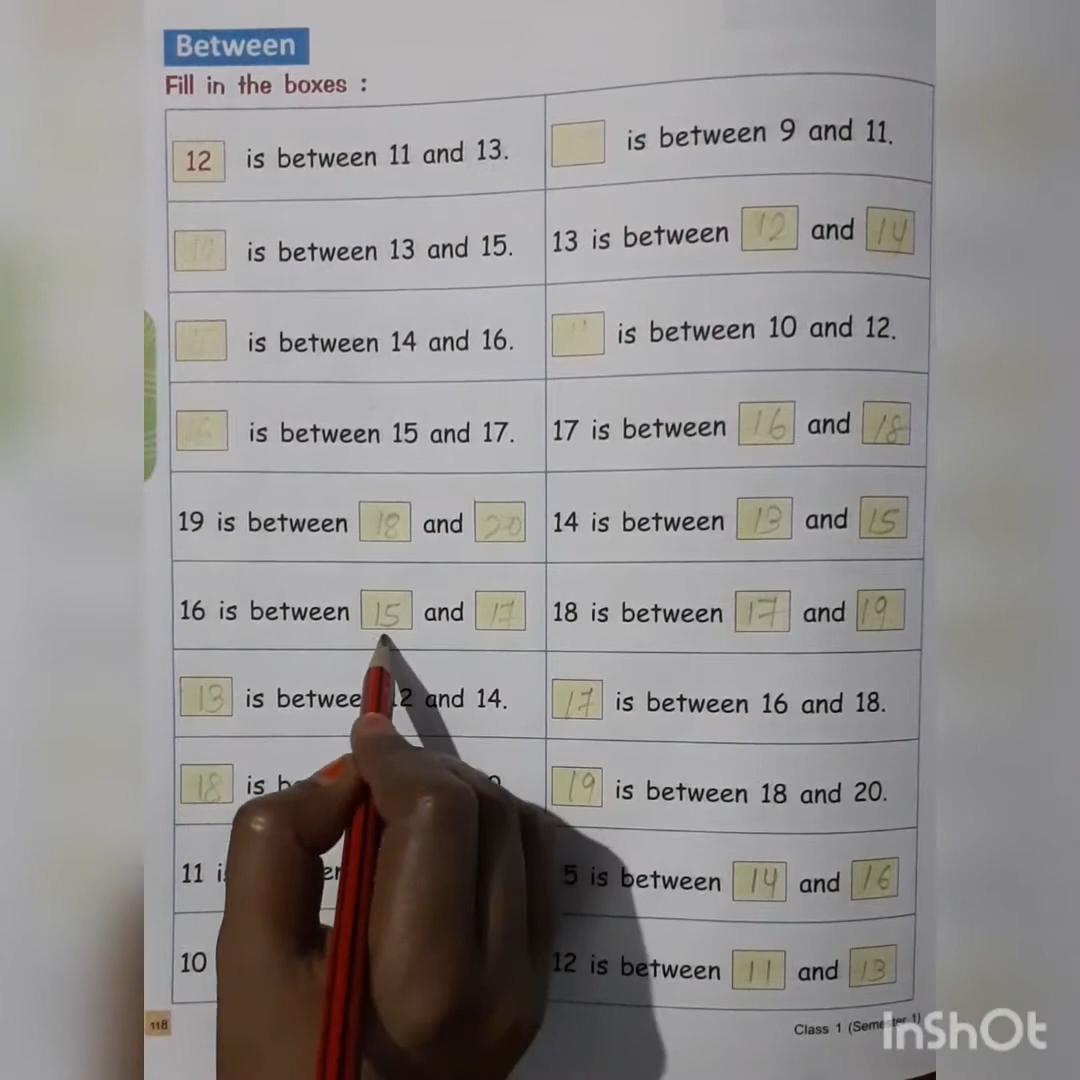 Between
Fill in the boxes :
12 is between 11 and 13.
is between 9 and 11.
is between 13 and 15.
13 is between 12 and 14
is between 14 and 16.
11 is between 10 and 12.
is between 15 and 17.
17 is between 16 and 18
19 is between 18 and 20
14 is between 13 and 15
16 is between 15 and 17
18 is between 17 and 19
13 is betwee 12 and 14.
17 is between 16 and 18.
18 is
19 is between 18 and 20.
11
5 is between 14 and 16
10
12 is between 11 and 13
118
Class 1 (Semester 1)
InShOt